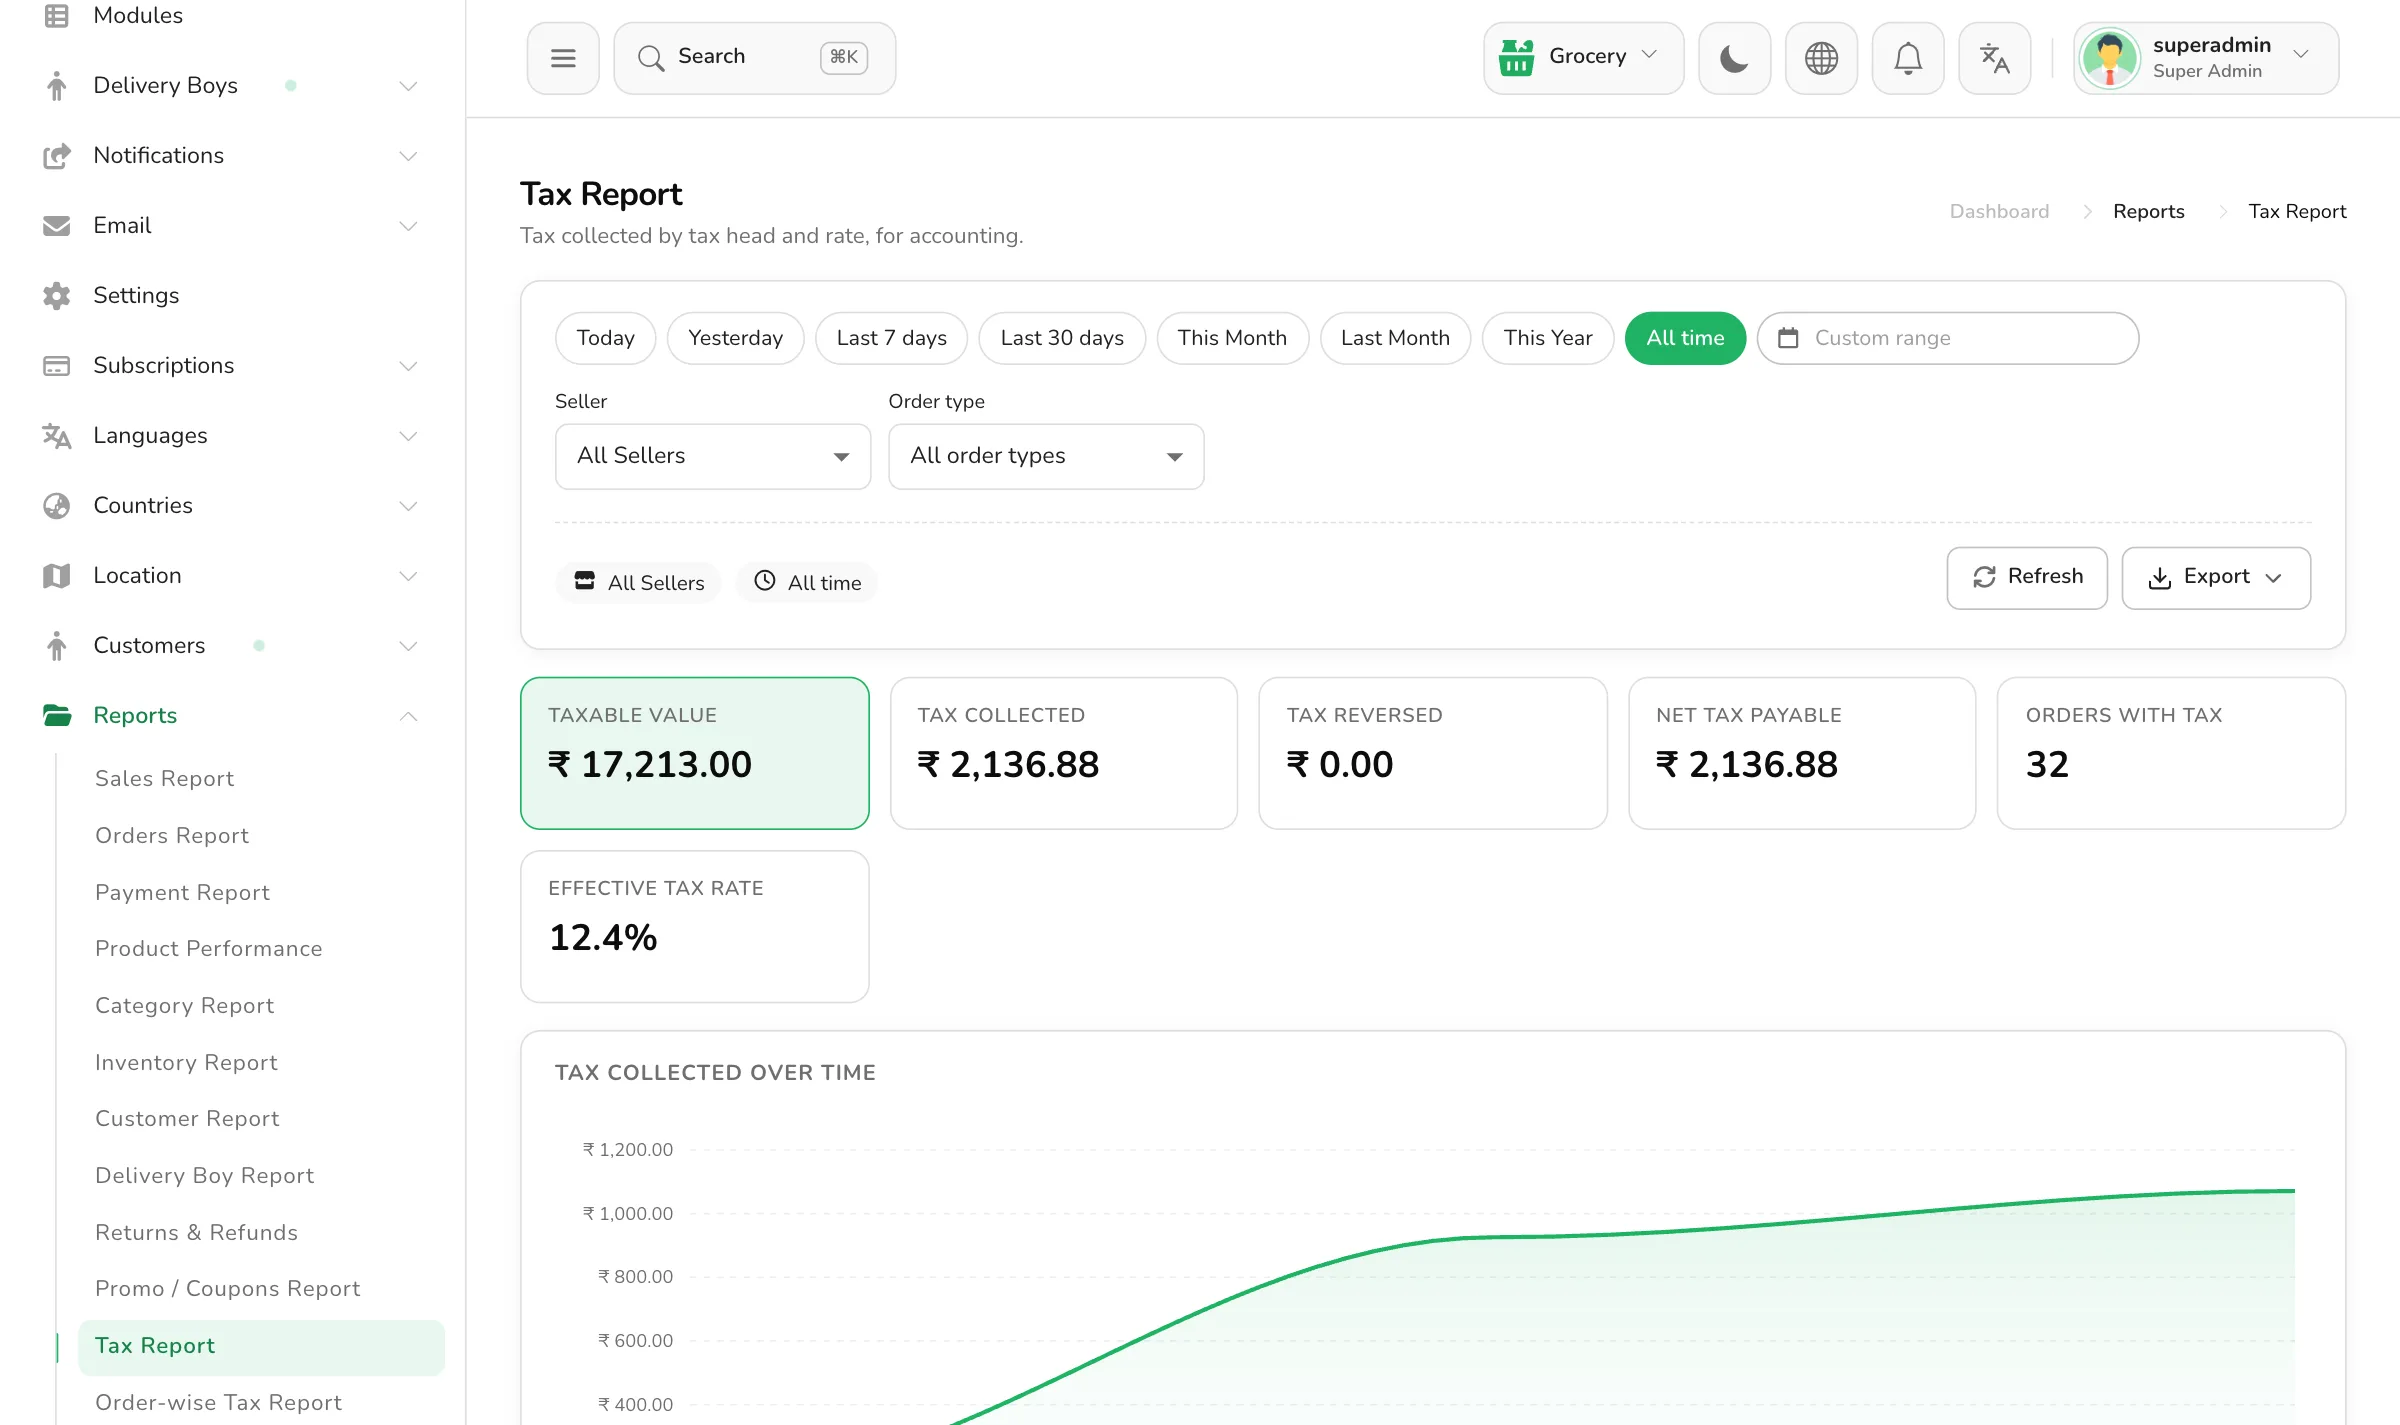 Modules
Delivery Boys
Notifications
Email
Settings
Subscriptions
Languages
Countries
Location
Customers
Reports
Sales Report
Orders Report
Payment Report
Product Performance
Category Report
Inventory Report
Customer Report
Delivery Boy Report
Returns & Refunds
Promo / Coupons Report
Tax Report
Order-wise Tax Report
Search ⌘K
Grocery
superadmin
Super Admin
Tax Report
Tax collected by tax head and rate, for accounting.
Dashboard Reports Tax Report
Today Yesterday Last 7 days Last 30 days This Month Last Month This Year All time Custom range
Seller Order type
All Sellers All order types
All Sellers All time
Refresh Export
TAXABLE VALUE
₹ 17,213.00
TAX COLLECTED
₹ 2,136.88
TAX REVERSED
₹ 0.00
NET TAX PAYABLE
₹ 2,136.88
ORDERS WITH TAX
32
EFFECTIVE TAX RATE
12.4%
TAX COLLECTED OVER TIME
₹ 1,200.00
₹ 1,000.00
₹ 800.00
₹ 600.00
₹ 400.00